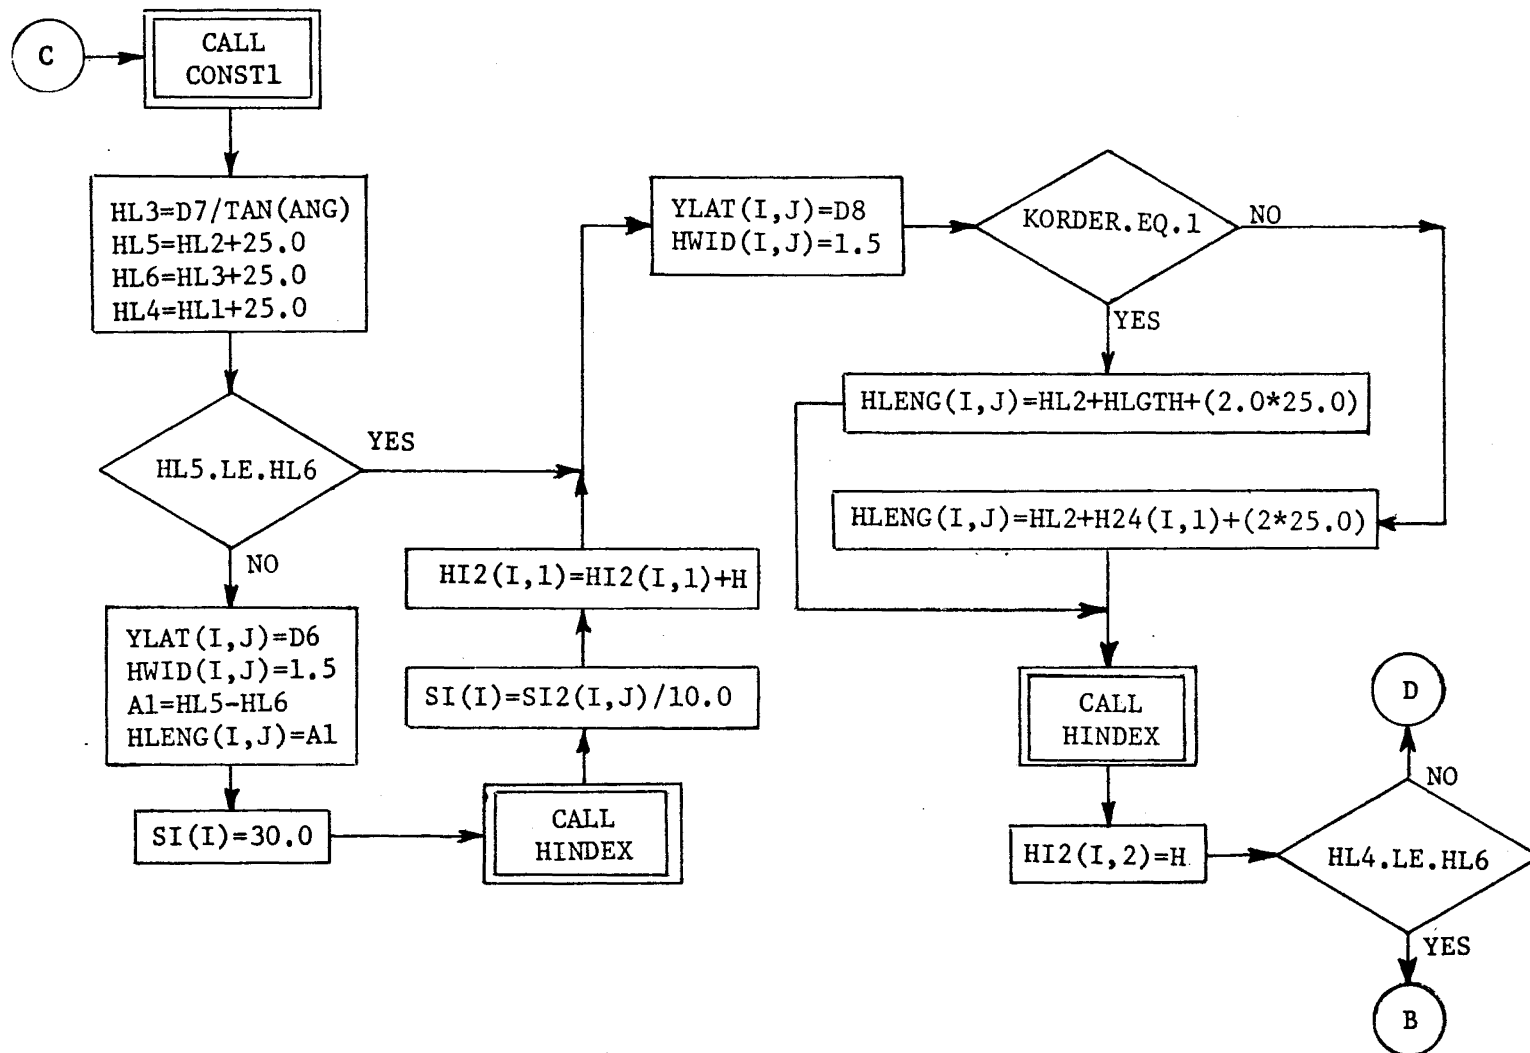 C
CALL
CONST1
HL3=D7/TAN(ANG)
HL5=HL2+25.0
HL6=HL3+25.0
HL4=HL1+25.0
HL5.LE.HL6
YES
NO
YLAT(I,J)=D6
HWID(I,J)=1.5
A1=HL5-HL6
HLENG(I,J)=A1
SI(I)=30.0
CALL
HINDEX
SI(I)=SI2(I,J)/10.0
HI2(I,1)=HI2(I,1)+H
YLAT(I,J)=D8
HWID(I,J)=1.5
KORDER.EQ.1
NO
YES
HLENG(I,J)=HL2+HLGTH+(2.0*25.0)
HLENG(I,J)=HL2+H24(I,1)+(2*25.0)
CALL
HINDEX
HI2(I,2)=H
HL4.LE.HL6
NO
D
YES
B